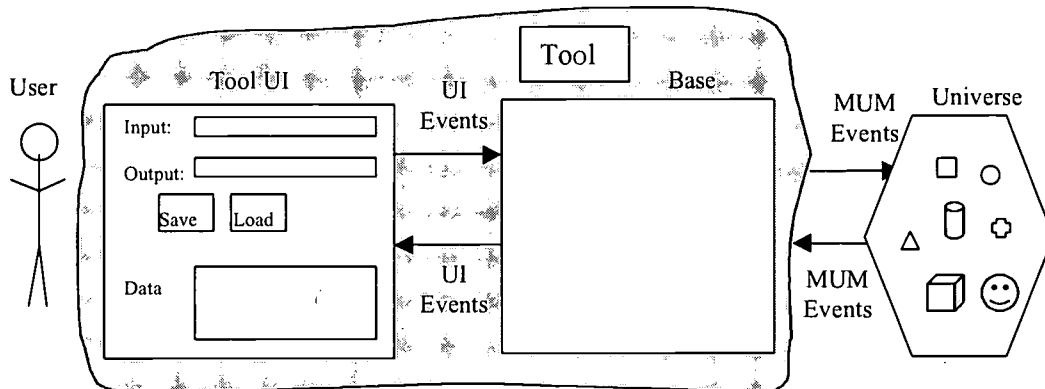 Tool
Tool UI
Base
User
UI
Events
MUM
Events
Universe
Input:
Output:
Save
Load
Data
UI
Events
MUM
Events